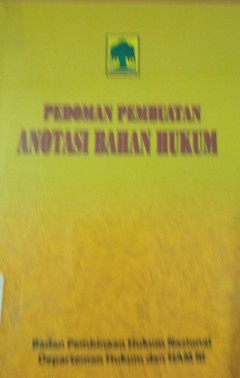 PEDOMAN PEMBUATAN
ANOTASI BAHAN HUKUM
Badan Pembinaan Hukum Nasional
Departemen Hukum dan HAM RI